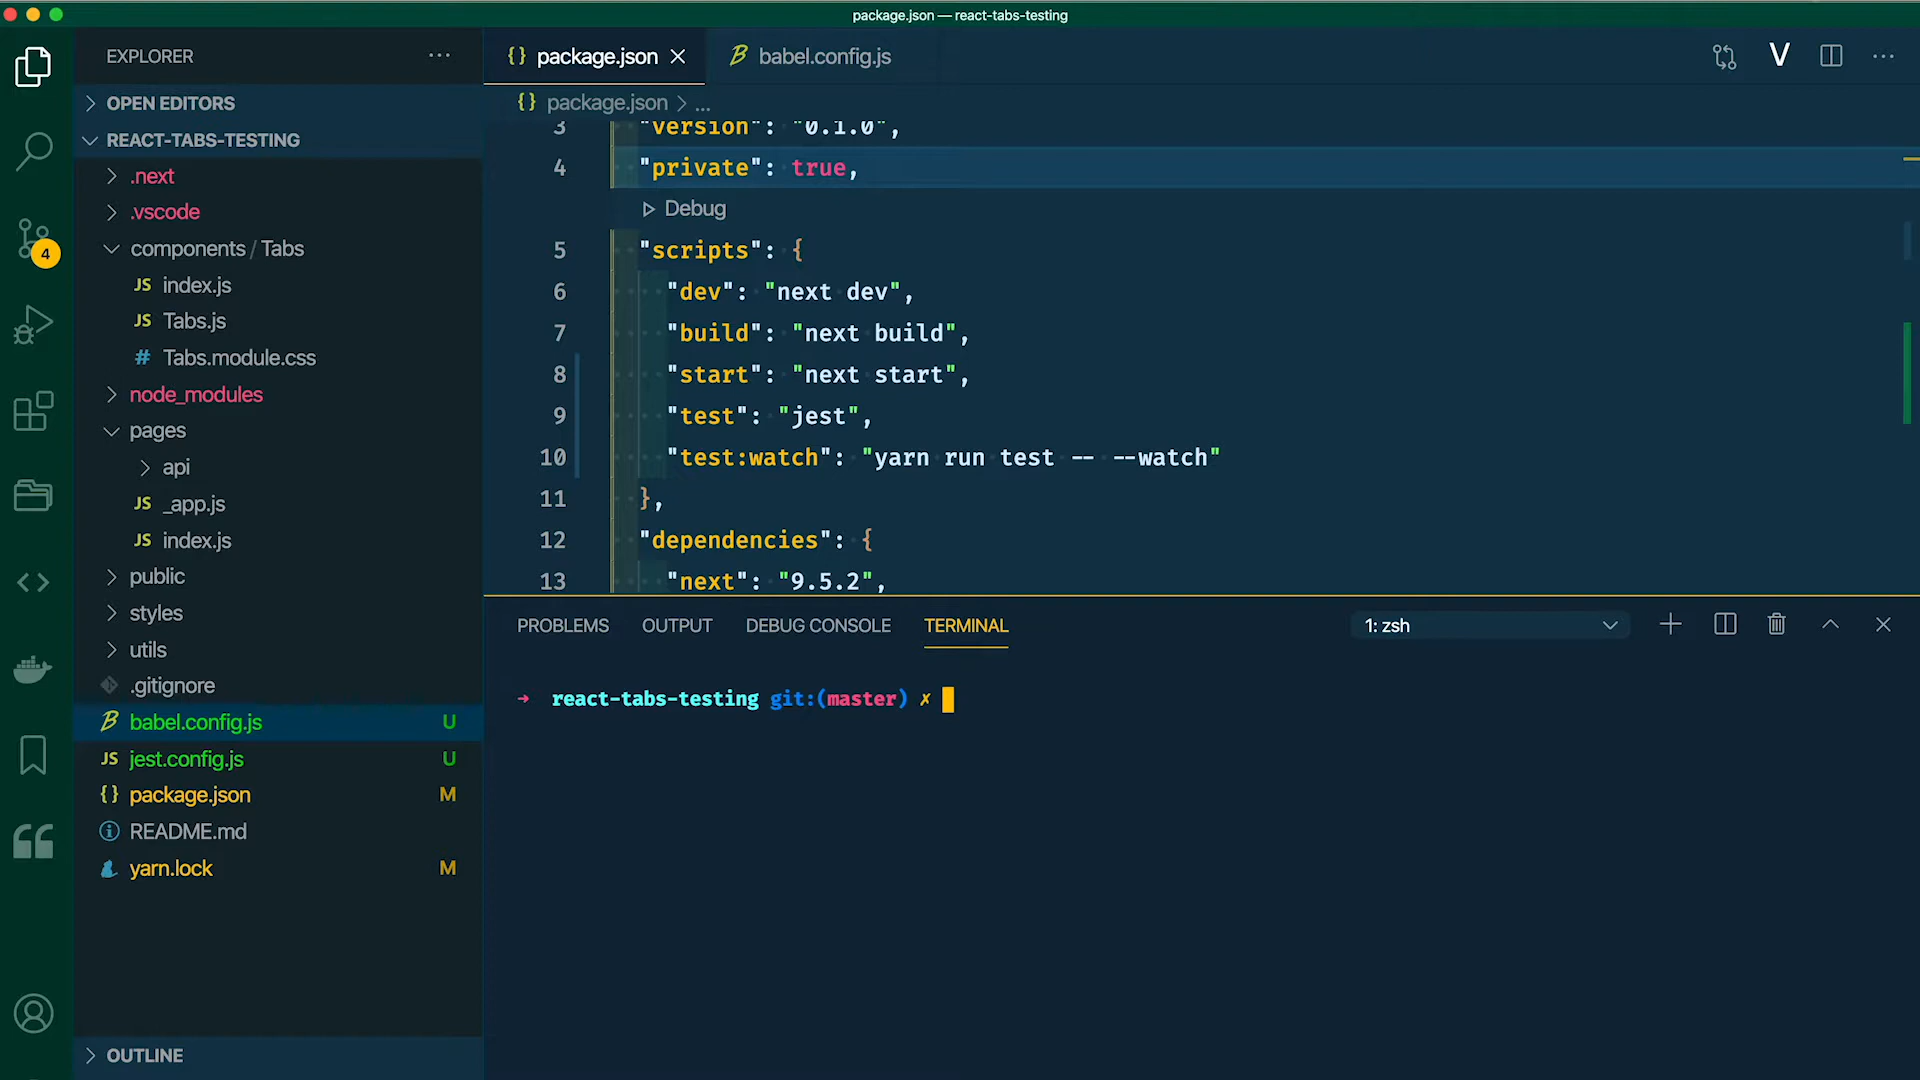 package.json — react-tabs-testing
EXPLORER
OPEN EDITORS
REACT-TABS-TESTING
.next
.vscode
components / Tabs
JS index.js
JS Tabs.js
# Tabs.module.css
node_modules
pages
api
JS _app.js
JS index.js
public
styles
utils
.gitignore
babel.config.js U
JS jest.config.js U
{} package.json M
README.md
yarn.lock M
OUTLINE
4
{} package.json
babel.config.js
{} package.json > ...
3 "version": "0.1.0",
4 "private": true,
Debug
5 "scripts": {
6 "dev": "next dev",
7 "build": "next build",
8 "start": "next start",
9 "test": "jest",
10 "test:watch": "yarn run test -- --watch"
11 },
12 "dependencies": {
13 "next": "9.5.2",
PROBLEMS OUTPUT DEBUG CONSOLE TERMINAL 1: zsh
→ react-tabs-testing git:(master) ✗